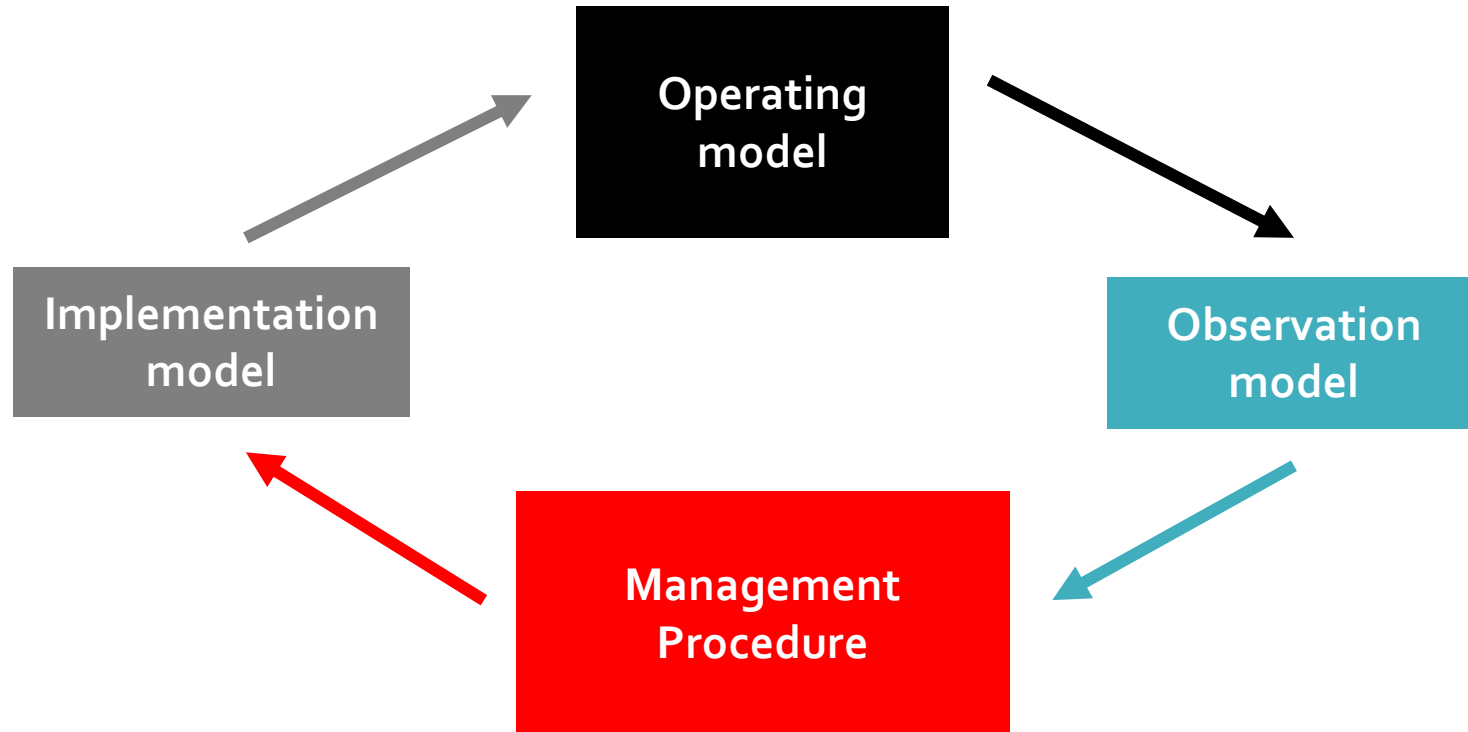 Operating
model
Implementation
model
Observation
model
Management
Procedure